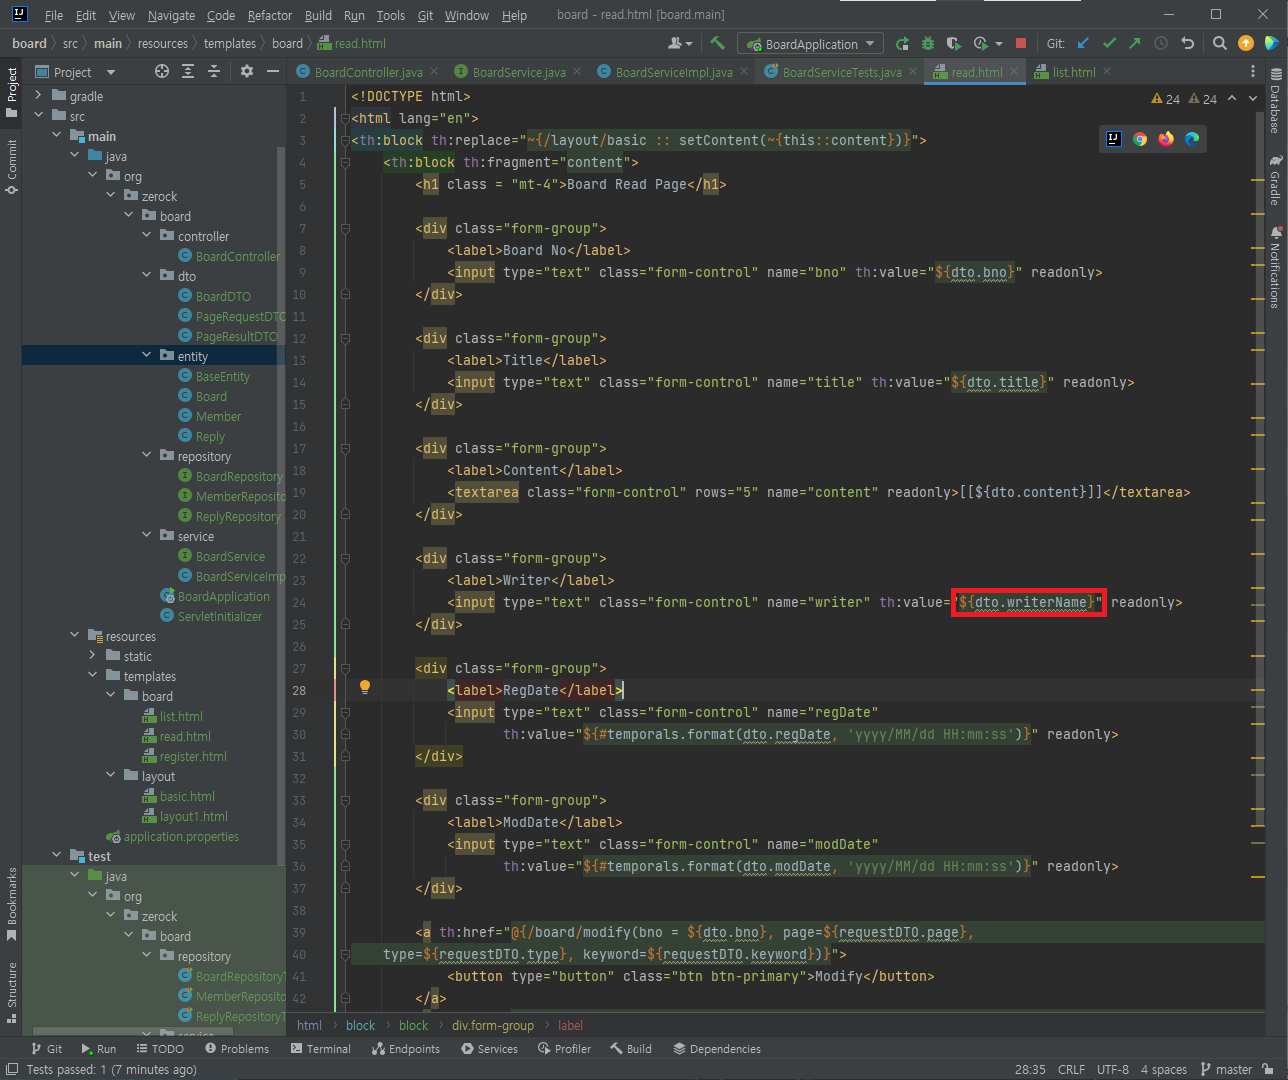 File Edit View Navigate Code Refactor Build Run Tools Git Window Help board - read.html [board.main]
board src main resources templates board read.html BoardApplication Git:
Project BoardController.java BoardService.java BoardServiceImpl.java BoardServiceTests.java read.html list.html
Project
Commit
Bookmarks
Structure
gradle
src
main
java
org
zerock
board
controller
BoardController
dto
BoardDTO
PageRequestDTO
PageResultDTO
entity
BaseEntity
Board
Member
Reply
repository
BoardRepository
MemberReposito
ReplyRepository
service
BoardService
BoardServiceImp
BoardApplication
ServletInitializer
resources
static
templates
board
list.html
read.html
register.html
layout
basic.html
layout1.html
application.properties
test
java
org
zerock
board
repository
BoardRepositoryT
MemberReposito
ReplyRepositoryT
service
24 24
1 <!DOCTYPE html>
2 <html lang="en">
3 <th:block th:replace="~{/layout/basic :: setContent(~{this::content})}">
4 <th:block th:fragment="content">
5 <h1 class = "mt-4">Board Read Page</h1>
6
7 <div class="form-group">
8 <label>Board No</label>
9 <input type="text" class="form-control" name="bno" th:value="${dto.bno}" readonly>
10 </div>
11
12 <div class="form-group">
13 <label>Title</label>
14 <input type="text" class="form-control" name="title" th:value="${dto.title}" readonly>
15 </div>
16
17 <div class="form-group">
18 <label>Content</label>
19 <textarea class="form-control" rows="5" name="content" readonly>[[${dto.content}]]</textarea>
20 </div>
21
22 <div class="form-group">
23 <label>Writer</label>
24 <input type="text" class="form-control" name="writer" th:value="${dto.writerName}" readonly>
25 </div>
26
27 <div class="form-group">
28 <label>RegDate</label>
29 <input type="text" class="form-control" name="regDate"
30 th:value="${#temporals.format(dto.regDate, 'yyyy/MM/dd HH:mm:ss')}" readonly>
31 </div>
32
33 <div class="form-group">
34 <label>ModDate</label>
35 <input type="text" class="form-control" name="modDate"
36 th:value="${#temporals.format(dto.modDate, 'yyyy/MM/dd HH:mm:ss')}" readonly>
37 </div>
38
39 <a th:href="@{/board/modify(bno = ${dto.bno}, page=${requestDTO.page},
40 type=${requestDTO.type}, keyword=${requestDTO.keyword})}">
41 <button type="button" class="btn btn-primary">Modify</button>
42 </a>
Database
Gradle
Notifications
html block block div.form-group label
Git Run TODO Problems Terminal Endpoints Services Profiler Build Dependencies
Tests passed: 1 (7 minutes ago) 28:35 CRLF UTF-8 4 spaces master